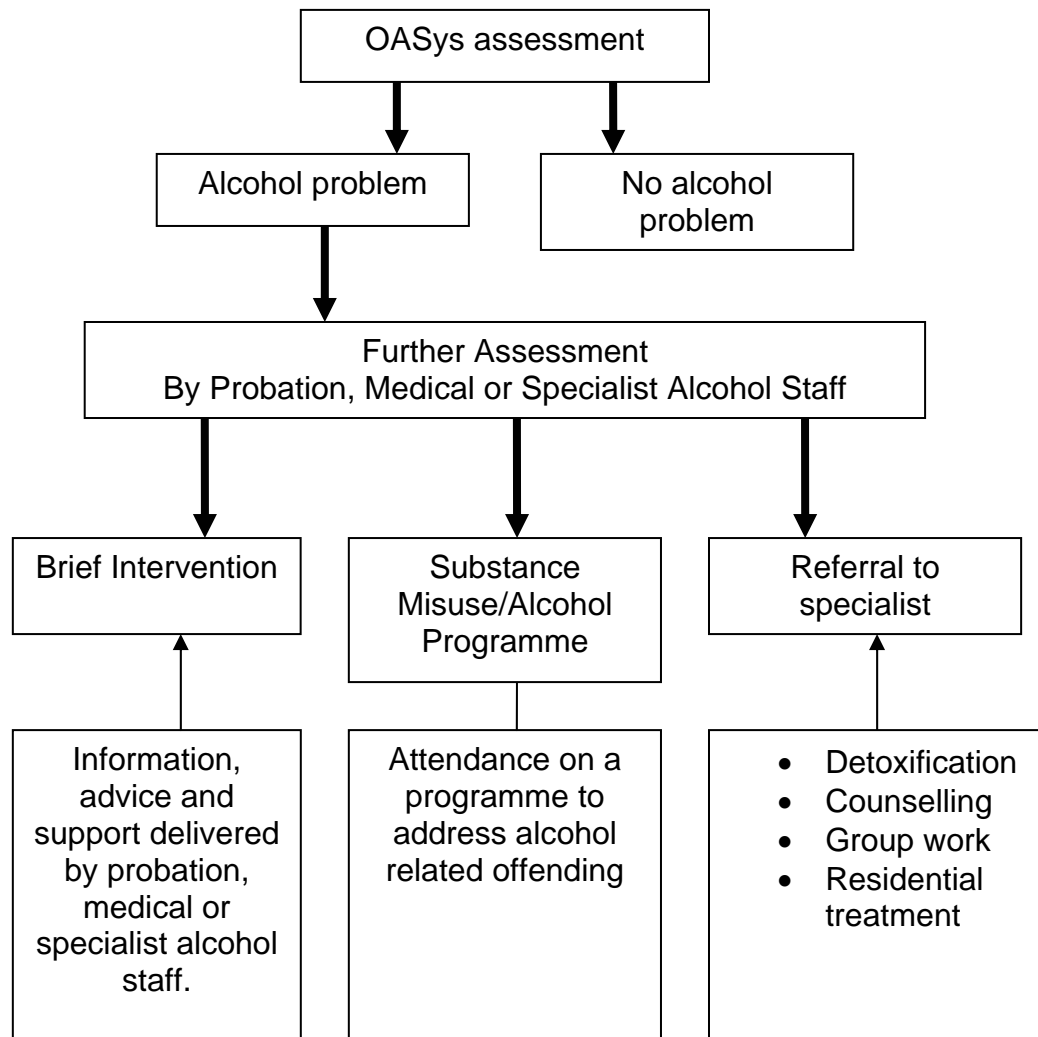 OASys assessment
Alcohol problem
No alcohol
problem
Further Assessment
By Probation, Medical or Specialist Alcohol Staff
Brief Intervention
Substance
Misuse/Alcohol
Programme
Referral to
specialist
Information,
advice and
support delivered
by probation,
medical or
specialist alcohol
staff.
Attendance on a
programme to
address alcohol
related offending
• Detoxification
• Counselling
• Group work
• Residential
treatment